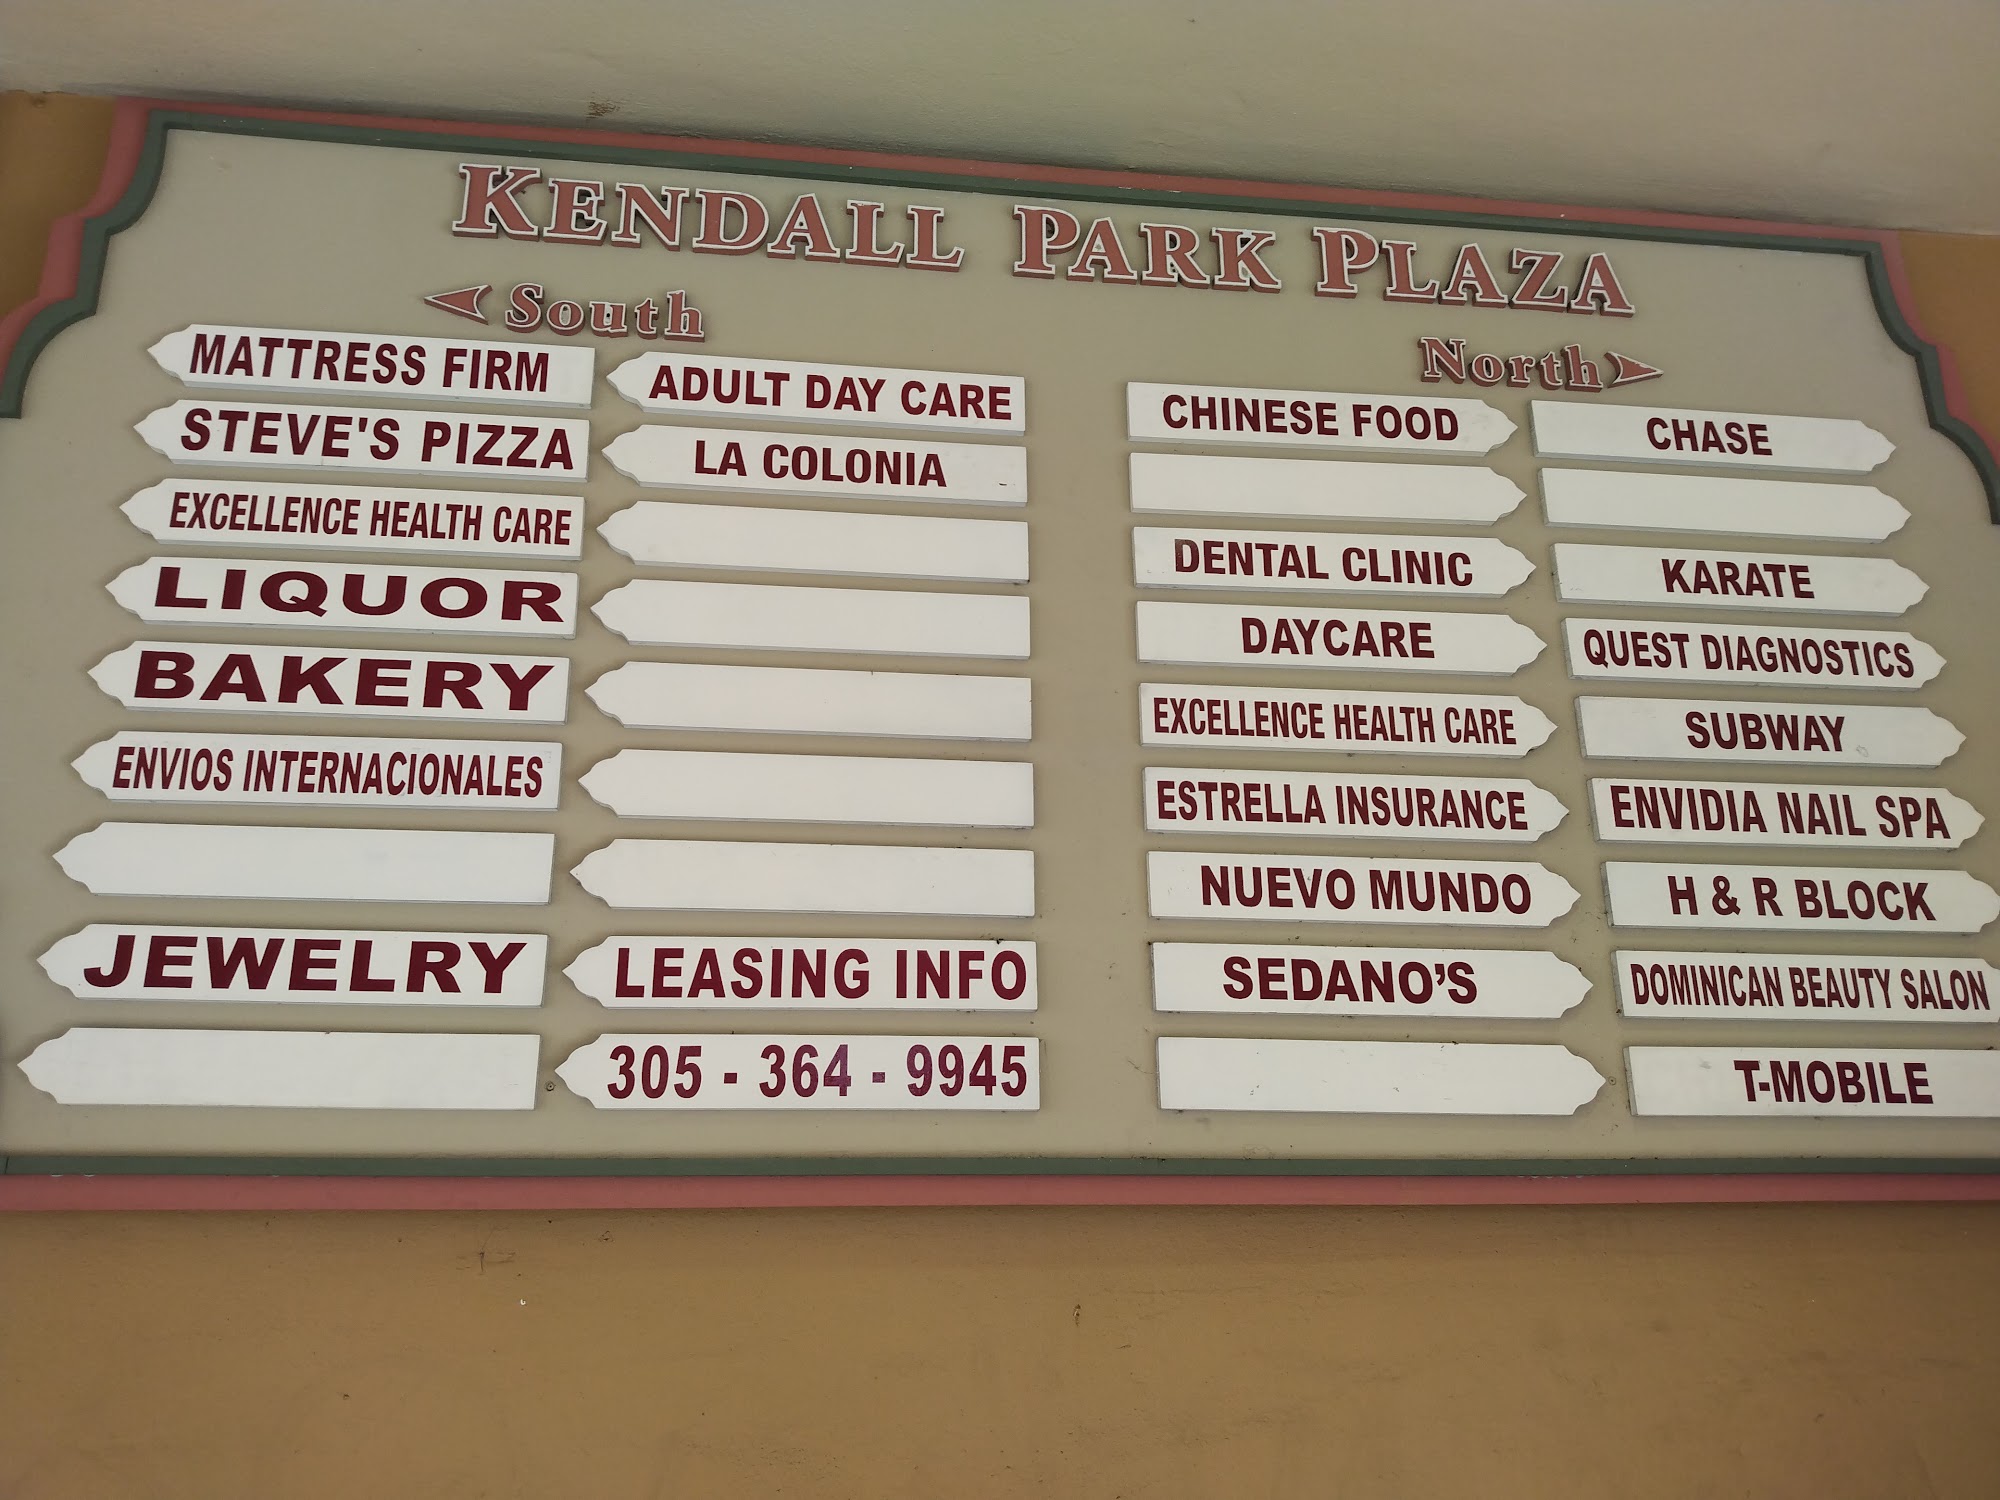 KENDALL PARK PLAZA
South
MATTRESS FIRM
STEVE'S PIZZA
EXCELLENCE HEALTH CARE
LIQUOR
BAKERY
ENVIOS INTERNACIONALES
JEWELRY
ADULT DAY CARE
LA COLONIA
LEASING INFO
305 - 364 - 9945
North
CHINESE FOOD
DENTAL CLINIC
DAYCARE
EXCELLENCE HEALTH CARE
ESTRELLA INSURANCE
NUEVO MUNDO
SEDANO’S
CHASE
KARATE
QUEST DIAGNOSTICS
SUBWAY
ENVIDIA NAIL SPA
H & R BLOCK
DOMINICAN BEAUTY SALON
T-MOBILE